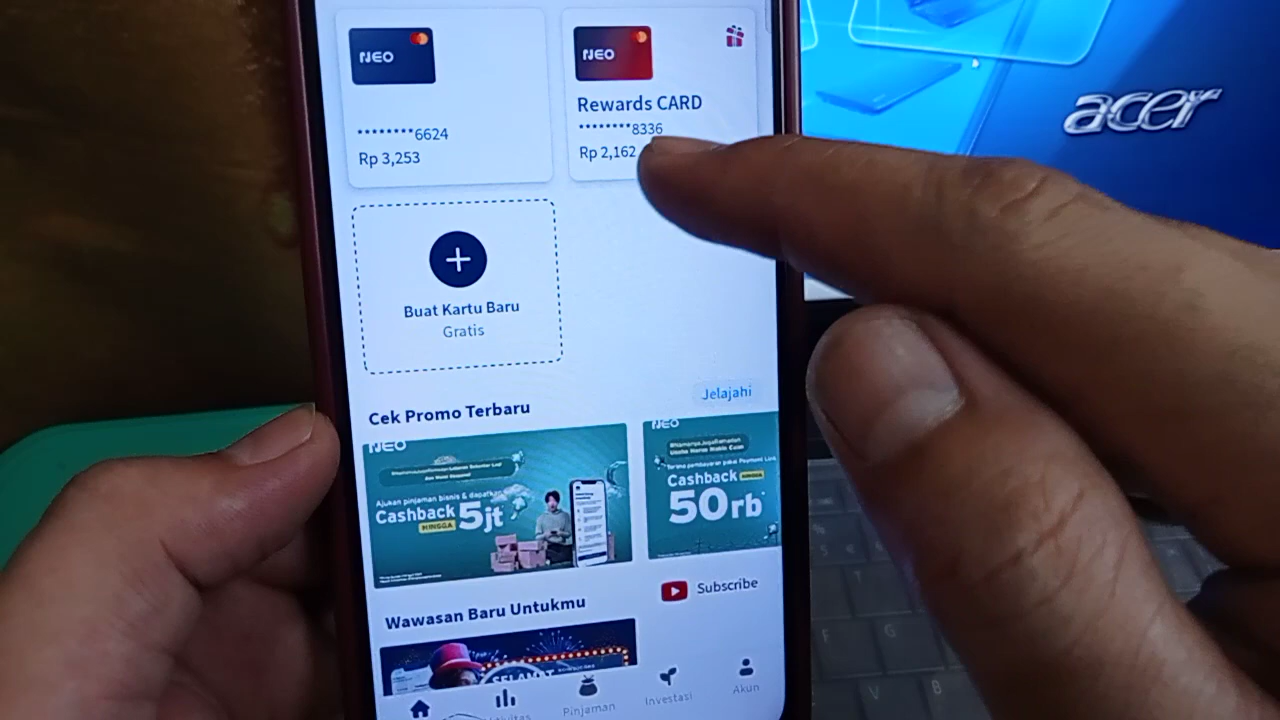 NEO
NEO
Rewards CARD
********6624
********8336
Rp 3,253
Rp 2,162
Buat Kartu Baru
Gratis
Jelajahi
Cek Promo Terbaru
NEO
Ajukan pinjaman bisnis & dapatkan
Cashback
HINGGA
5jt
NEO
Cashback
HINGGA
50rb
Subscribe
Wawasan Baru Untukmu
Pinjaman
Investasi
Akun
acer
F
G
V
B